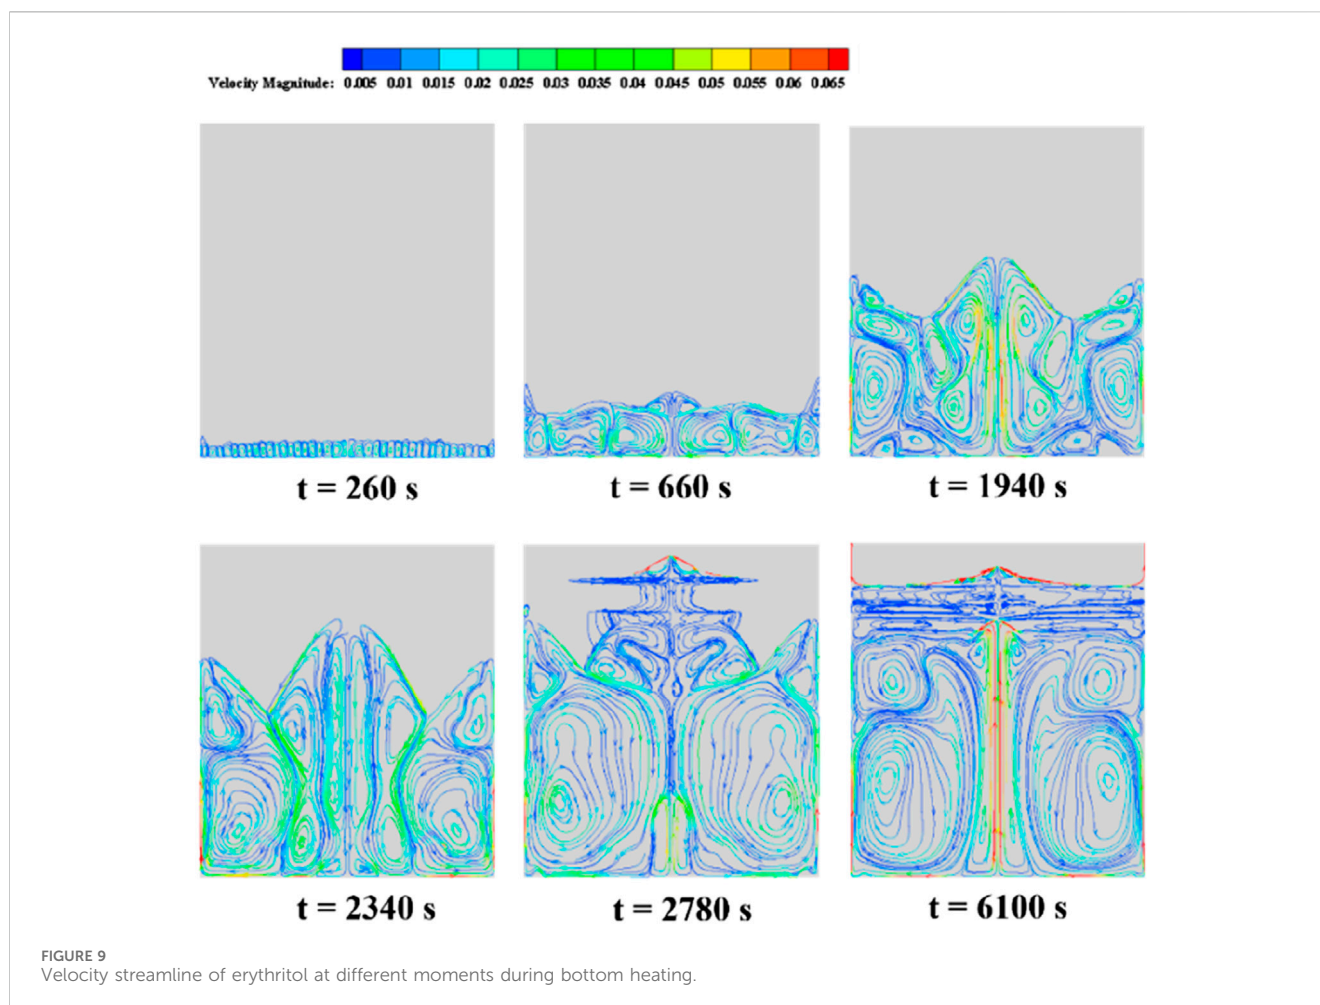 Velocity Magnitude: 0.005 0.01 0.015 0.02 0.025 0.03 0.035 0.04 0.045 0.05 0.055 0.06 0.065
t = 260 s t = 660 s t = 1940 s
t = 2340 s t = 2780 s t = 6100 s
FIGURE 9
Velocity streamline of erythritol at different moments during bottom heating.